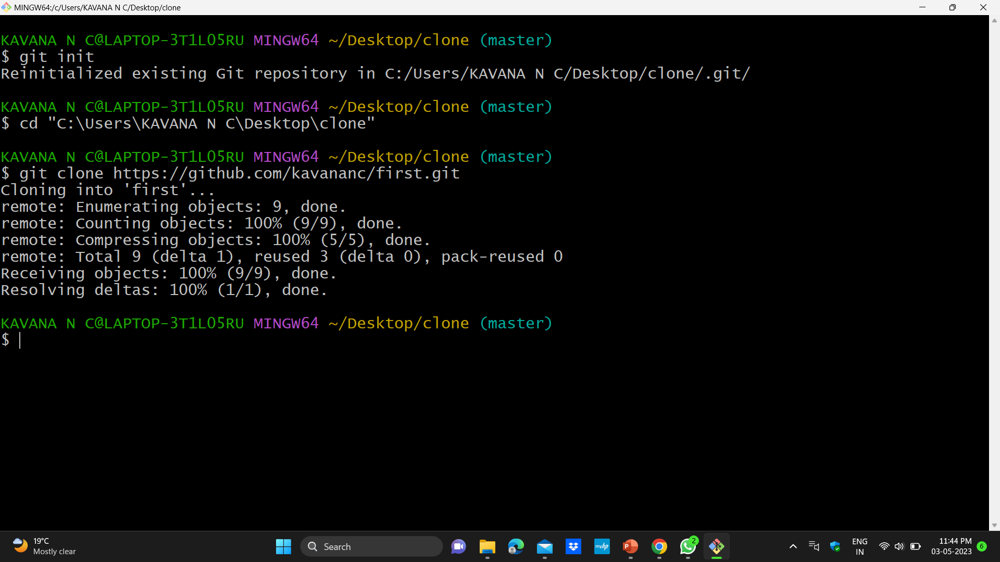 MINGW64:/c/Users/KAVANA N C/Desktop/clone
KAVANA N C@LAPTOP-3T1LO5RU MINGW64 ~/Desktop/clone (master)
$ git init
Reinitialized existing Git repository in C:/Users/KAVANA N C/Desktop/clone/.git/
KAVANA N C@LAPTOP-3T1LO5RU MINGW64 ~/Desktop/clone (master)
$ cd "C:\Users\KAVANA N C\Desktop\clone"
KAVANA N C@LAPTOP-3T1LO5RU MINGW64 ~/Desktop/clone (master)
$ git clone https://github.com/kavananc/first.git
Cloning into 'first'...
remote: Enumerating objects: 9, done.
remote: Counting objects: 100% (9/9), done.
remote: Compressing objects: 100% (5/5), done.
remote: Total 9 (delta 1), reused 3 (delta 0), pack-reused 0
Receiving objects: 100% (9/9), done.
Resolving deltas: 100% (1/1), done.
KAVANA N C@LAPTOP-3T1LO5RU MINGW64 ~/Desktop/clone (master)
$
19°C
Mostly clear
Search
myhp
P
2
ENG
IN
11:44 PM
03-05-2023
6